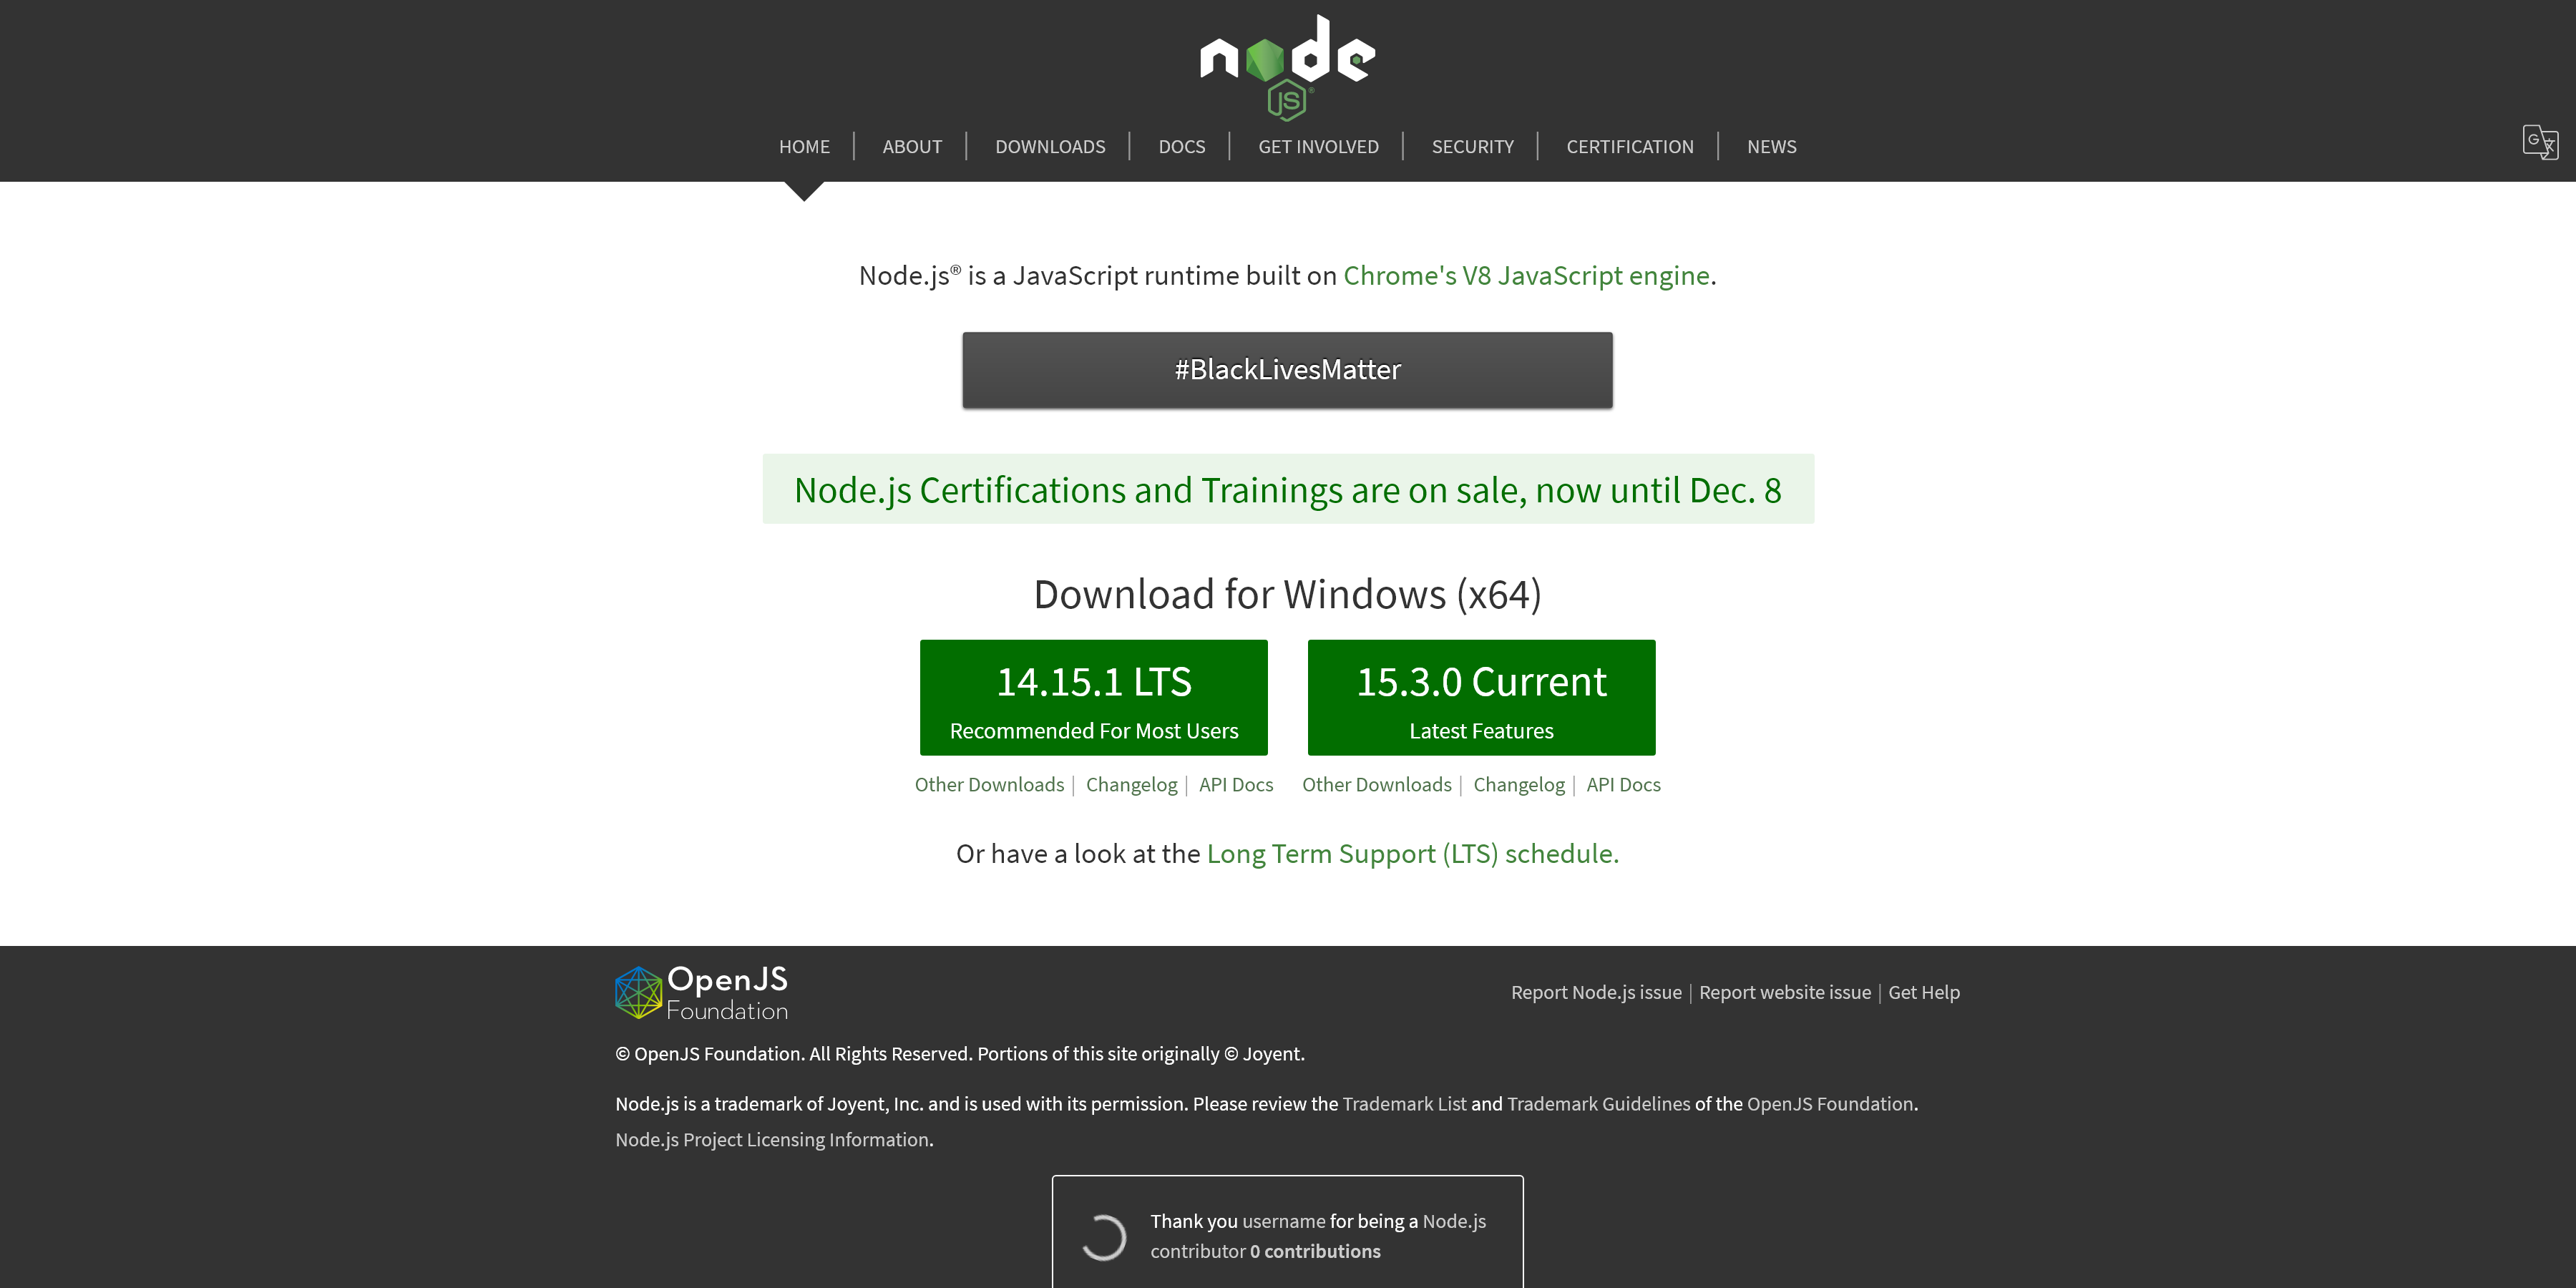 node
JS®
HOME | ABOUT | DOWNLOADS | DOCS | GET INVOLVED | SECURITY | CERTIFICATION | NEWS
Node.js® is a JavaScript runtime built on Chrome's V8 JavaScript engine.
#BlackLivesMatter
Node.js Certifications and Trainings are on sale, now until Dec. 8
Download for Windows (x64)
14.15.1 LTS
Recommended For Most Users
15.3.0 Current
Latest Features
Other Downloads | Changelog | API Docs
Other Downloads | Changelog | API Docs
Or have a look at the Long Term Support (LTS) schedule.
OpenJS
Foundation
Report Node.js issue | Report website issue | Get Help
© OpenJS Foundation. All Rights Reserved. Portions of this site originally © Joyent.
Node.js is a trademark of Joyent, Inc. and is used with its permission. Please review the Trademark List and Trademark Guidelines of the OpenJS Foundation.
Node.js Project Licensing Information.
Thank you username for being a Node.js
contributor 0 contributions